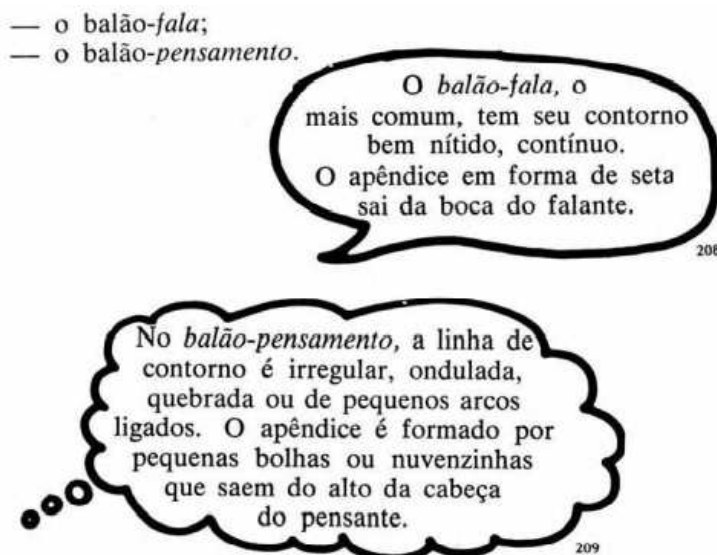 — o balão-fala;
— o balão-pensamento.
O balão-fala, o
mais comum, tem seu contorno
bem nítido, contínuo.
O apêndice em forma de seta
sai da boca do falante.
208
No balão-pensamento, a linha de
contorno é irregular, ondulada,
quebrada ou de pequenos arcos
ligados. O apêndice é formado por
pequenas bolhas ou nuvenzinhas
que saem do alto da cabeça
do pensante.
209